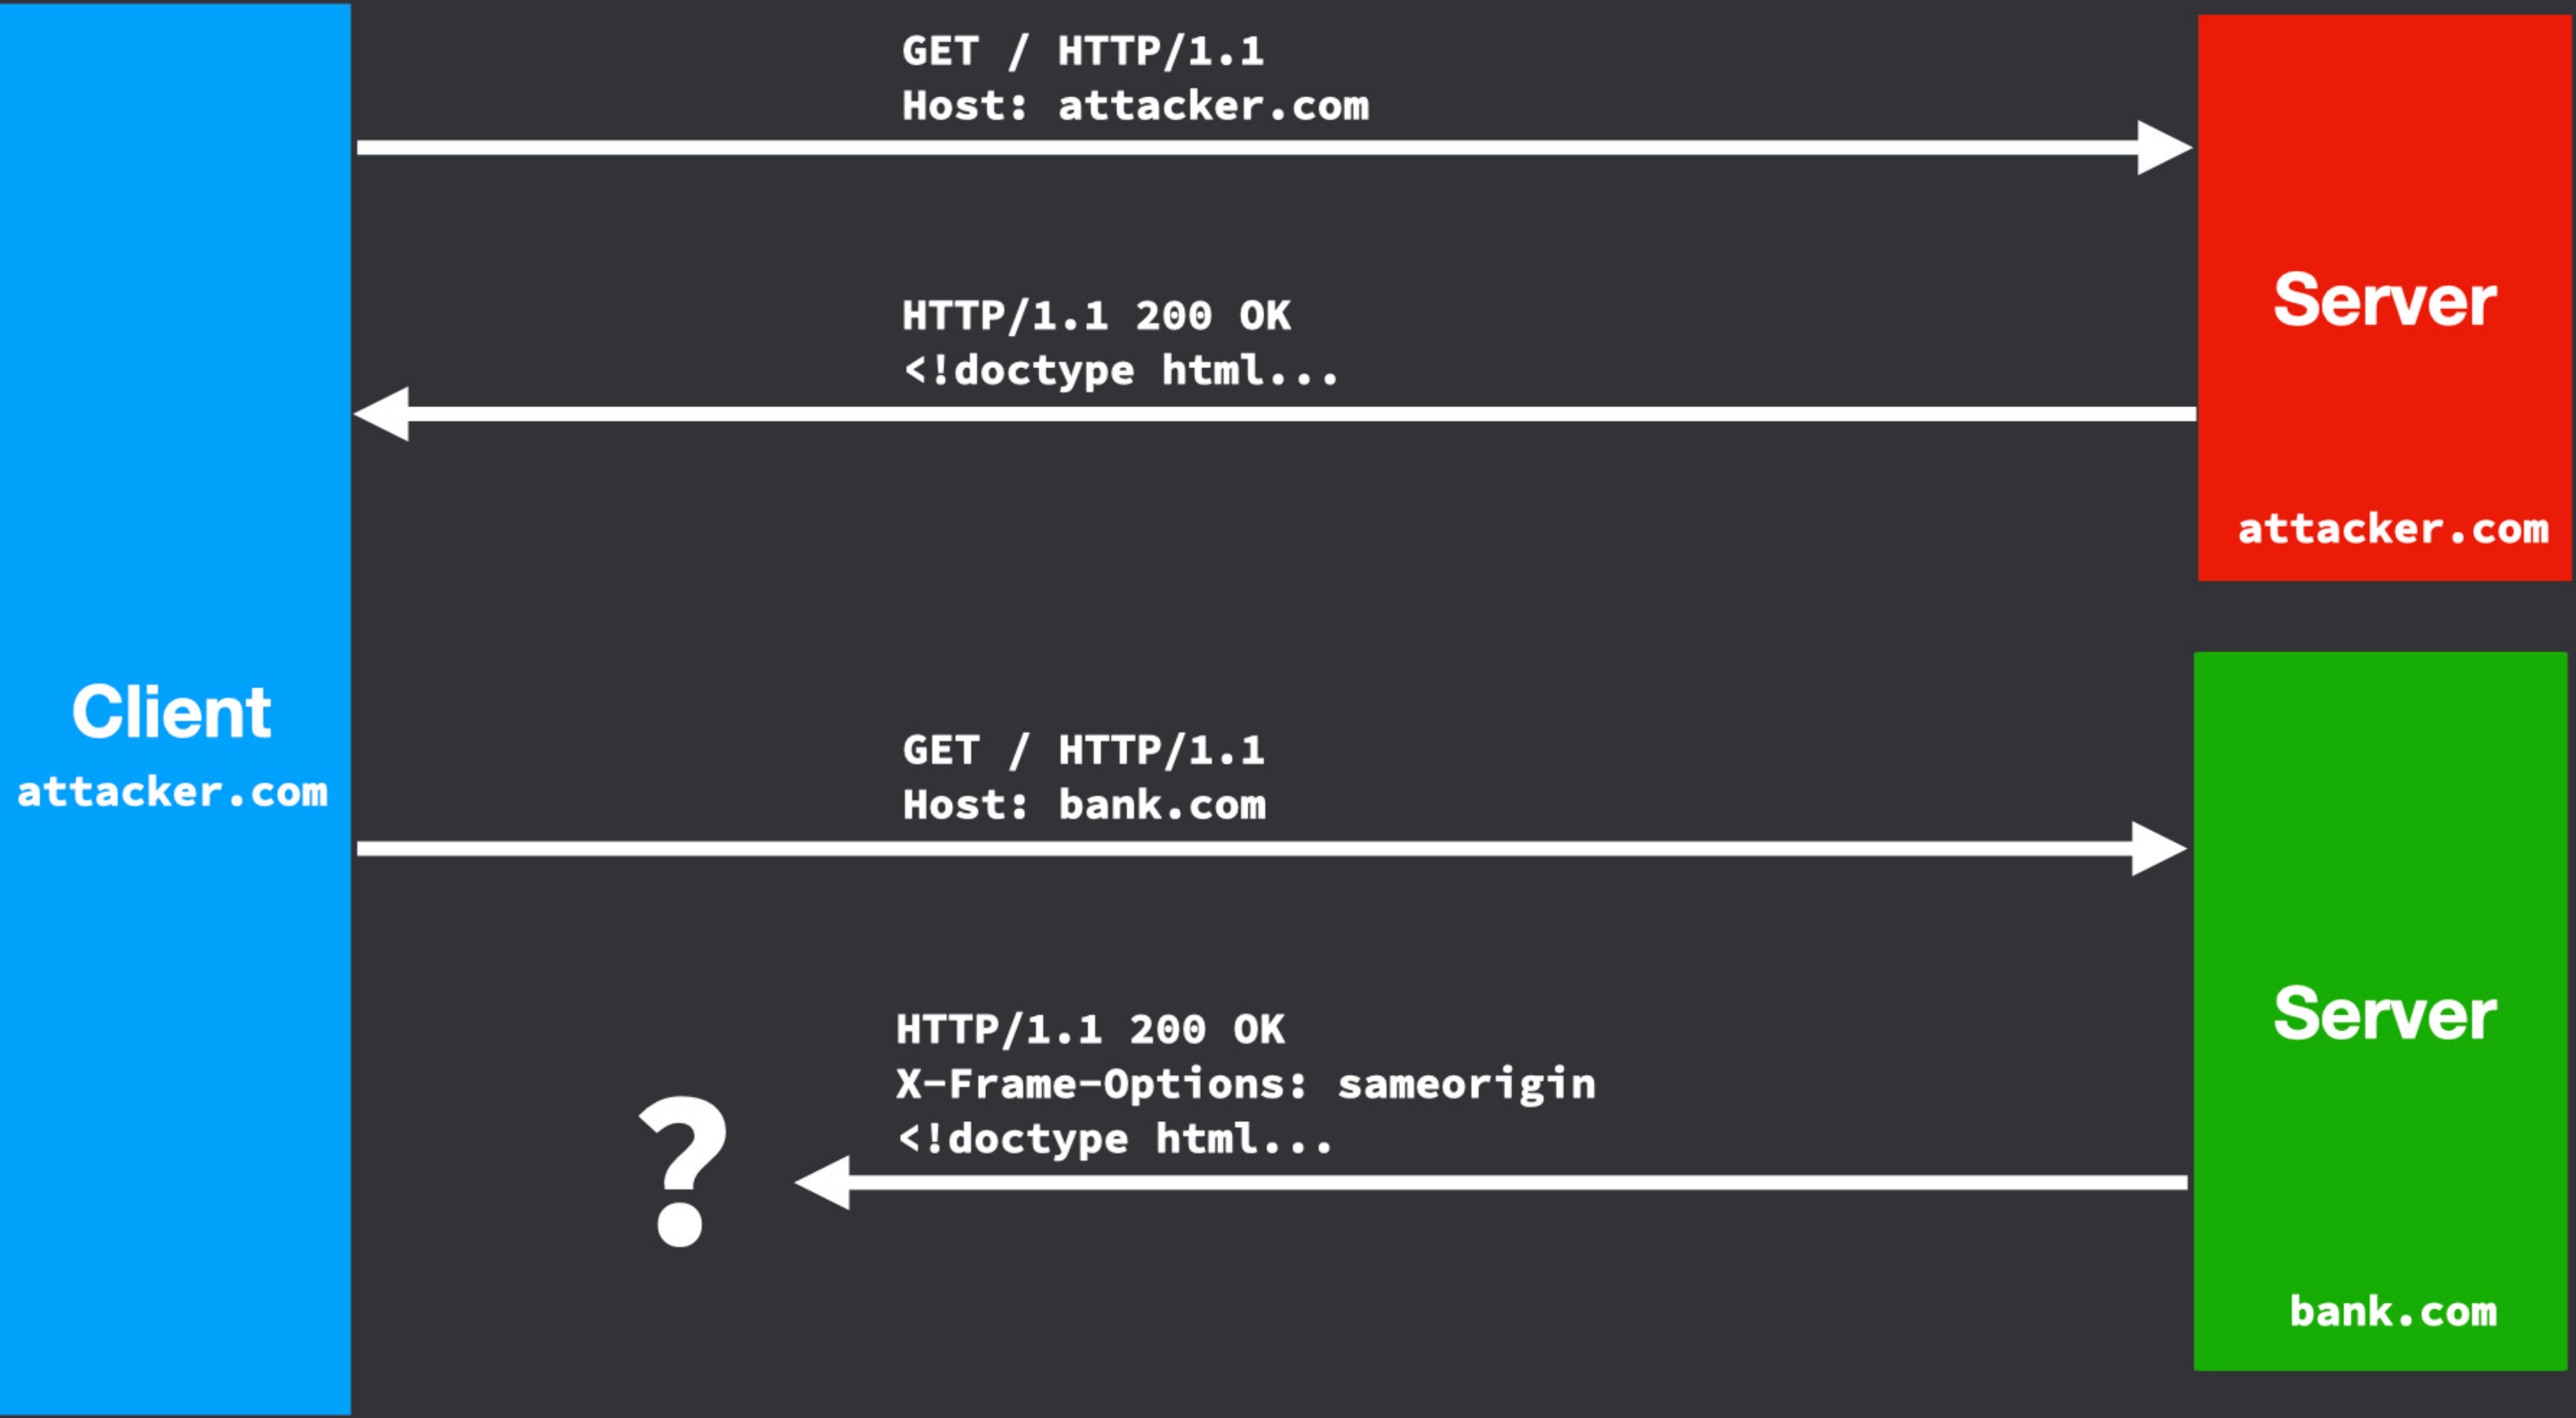 GET / HTTP/1.1
Host: attacker.com
HTTP/1.1 200 OK
<!doctype html...
Server
attacker.com
Client
attacker.com
GET / HTTP/1.1
Host: bank.com
HTTP/1.1 200 OK
X-Frame-Options: sameorigin
<!doctype html...
?
Server
bank.com